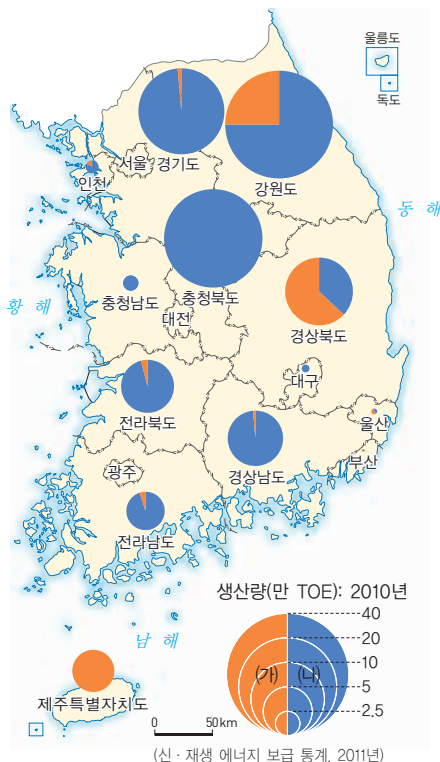 울릉도
독도
서울 경기도
인천
강원도
동 해
충청남도
충청북도
대전
황 해
경상북도
대구
전라북도
울산
경상남도
부산
광주
전라남도
생산량(만 TOE): 2010년
40
20
(가) (나)
10
5
2.5
남 해
제주특별자치도
0 50km
(신·재생 에너지 보급 통계, 2011년)